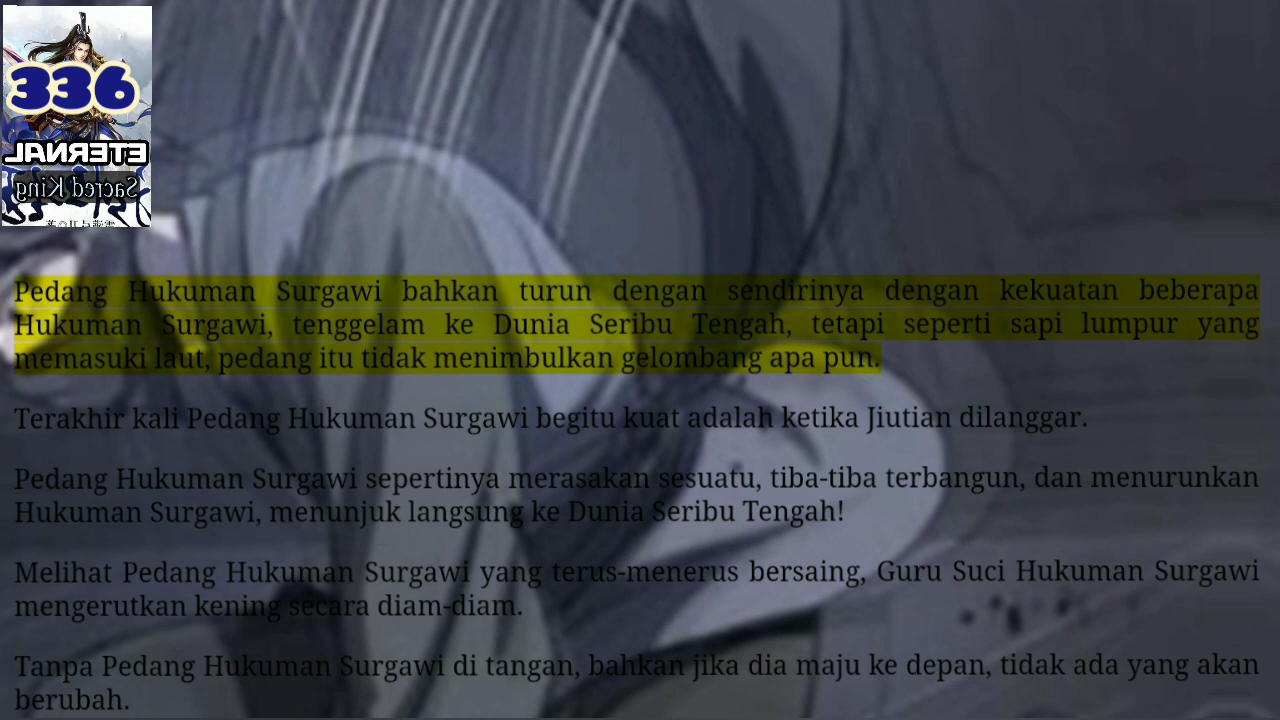 336
ETERNAL
Sacred King
Pedang Hukuman Surgawi bahkan turun dengan sendirinya dengan kekuatan beberapa
Hukuman Surgawi, tenggelam ke Dunia Seribu Tengah, tetapi seperti sapi lumpur yang
memasuki laut, pedang itu tidak menimbulkan gelombang apa pun.
Terakhir kali Pedang Hukuman Surgawi begitu kuat adalah ketika Jiutian dilanggar.
Pedang Hukuman Surgawi sepertinya merasakan sesuatu, tiba-tiba terbangun, dan menurunkan
Hukuman Surgawi, menunjuk langsung ke Dunia Seribu Tengah!
Melihat Pedang Hukuman Surgawi yang terus-menerus bersaing, Guru Suci Hukuman Surgawi
mengerutkan kening secara diam-diam.
Tanpa Pedang Hukuman Surgawi di tangan, bahkan jika dia maju ke depan, tidak ada yang akan
berubah.